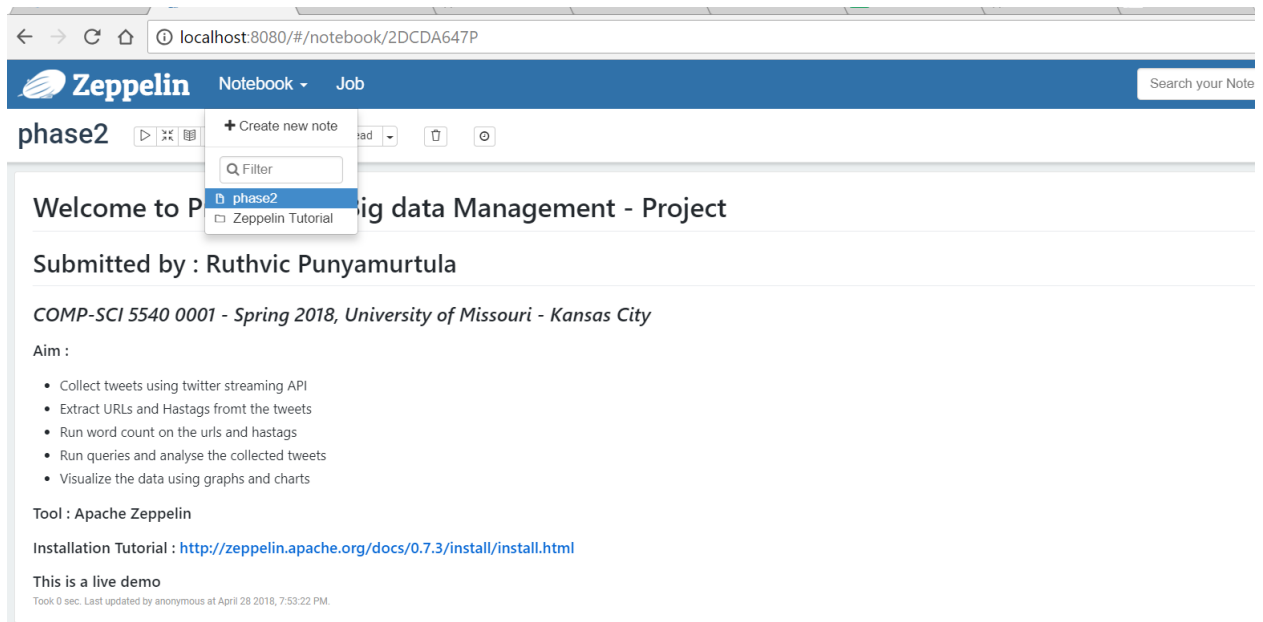 localhost:8080/#/notebook/2DCDA647P
Zeppelin Notebook Job Search your Note
phase2
+ Create new note
Filter
phase2
Zeppelin Tutorial
Welcome to P ig data Management - Project
Submitted by : Ruthvic Punyamurtula
COMP-SCI 5540 0001 - Spring 2018, University of Missouri - Kansas City
Aim :
• Collect tweets using twitter streaming API
• Extract URLs and Hastags fromt the tweets
• Run word count on the urls and hastags
• Run queries and analyse the collected tweets
• Visualize the data using graphs and charts
Tool : Apache Zeppelin
Installation Tutorial : http://zeppelin.apache.org/docs/0.7.3/install/install.html
This is a live demo
Took 0 sec. Last updated by anonymous at April 28 2018, 7:53:22 PM.